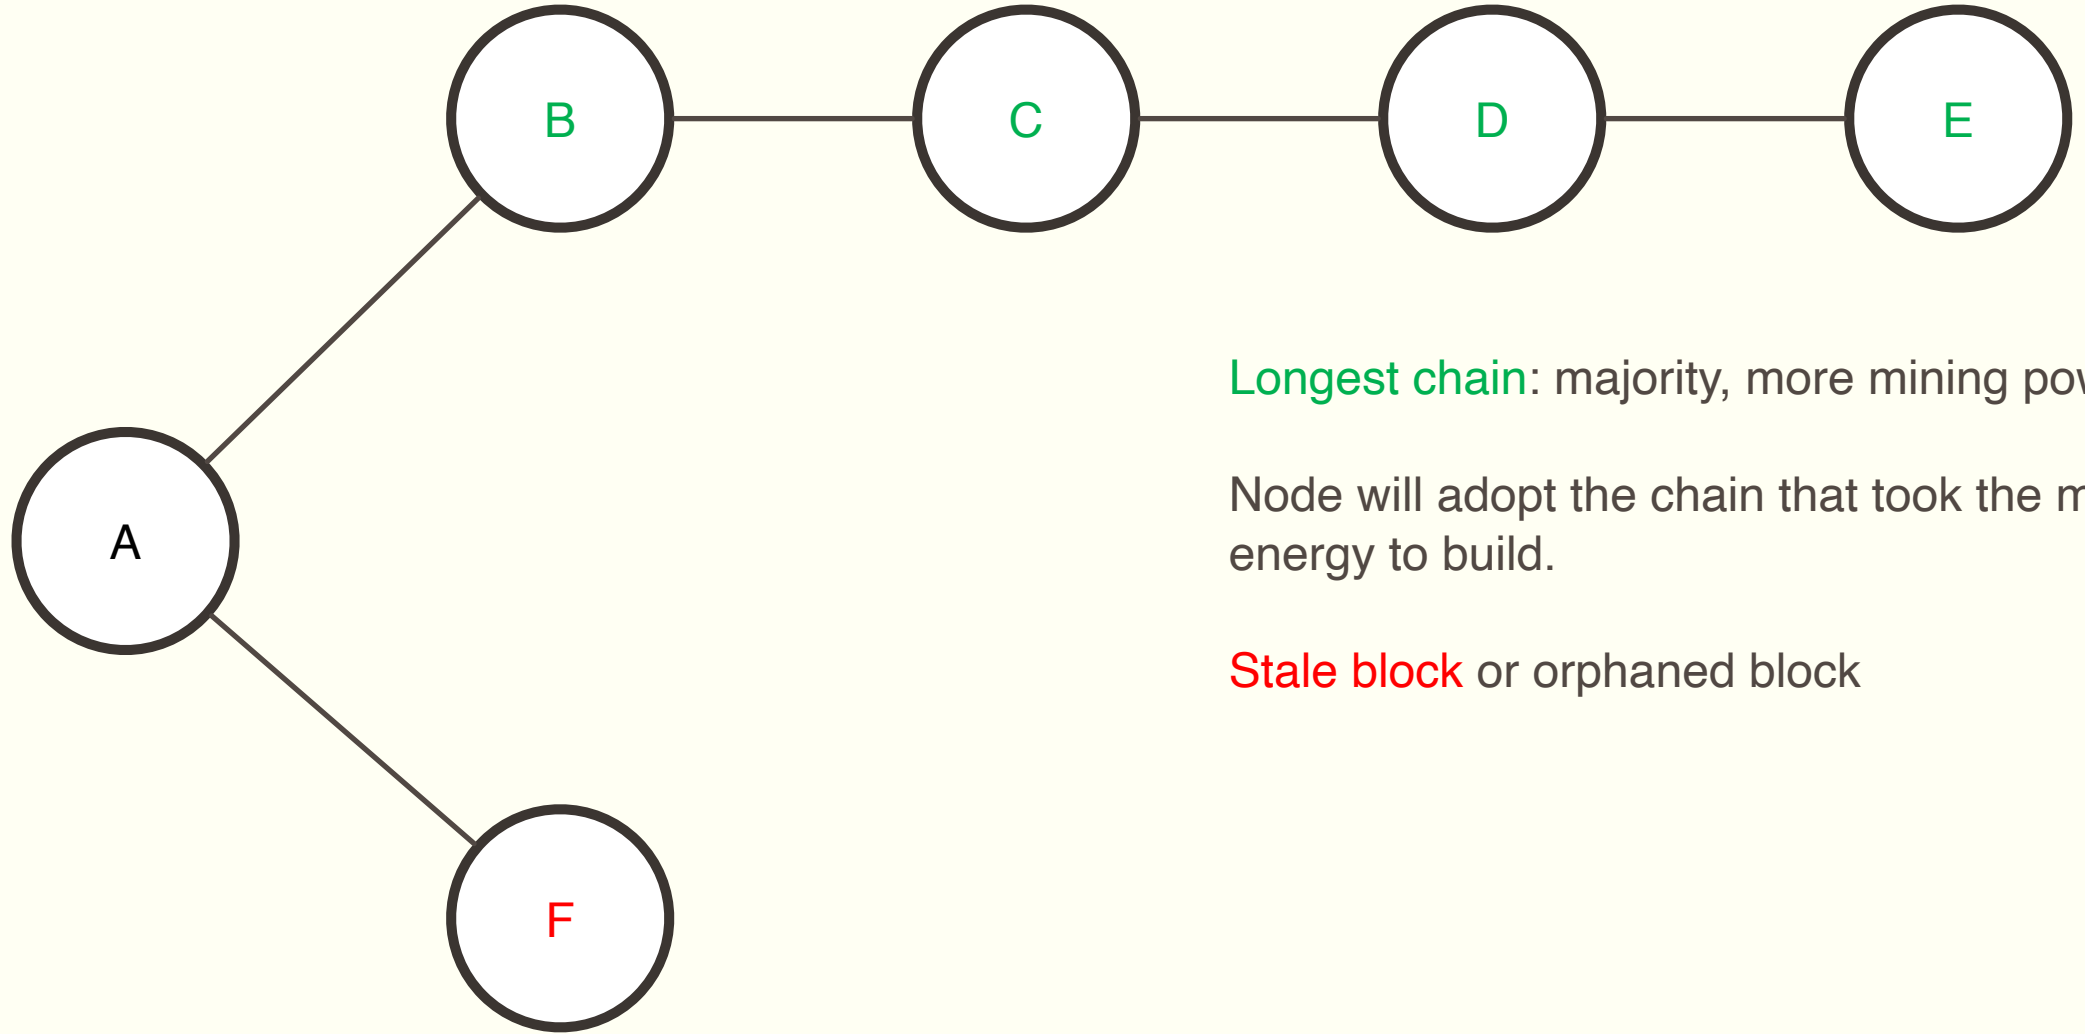 B
C
D
E
A
F
Longest chain: majority, more mining
Node will adopt the chain that took the
energy to build.
Stale block or orphaned block